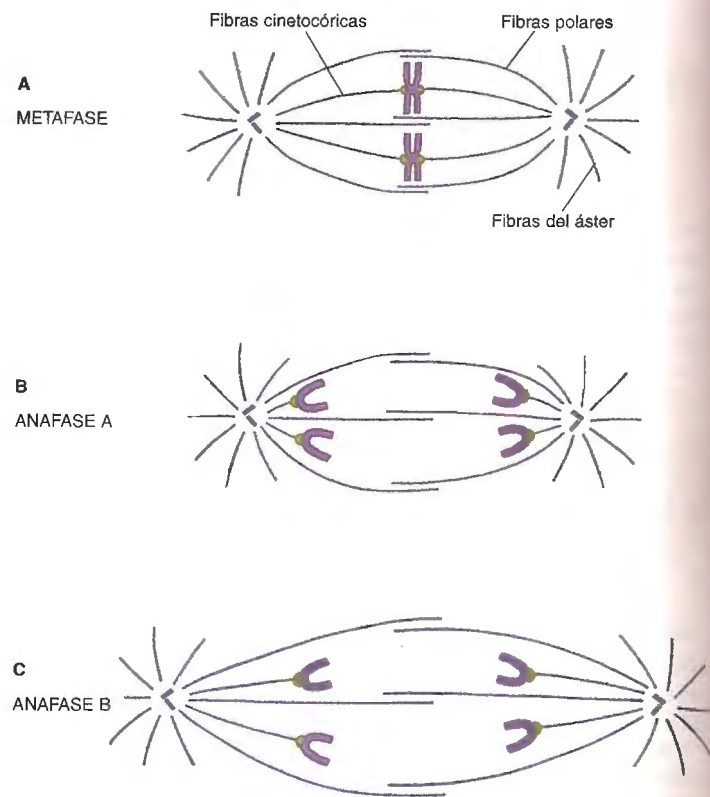 Fibras cinetocóricas
Fibras polares
A
METAFASE
Fibras del áster
B
ANAFASE A
C
ANAFASE B